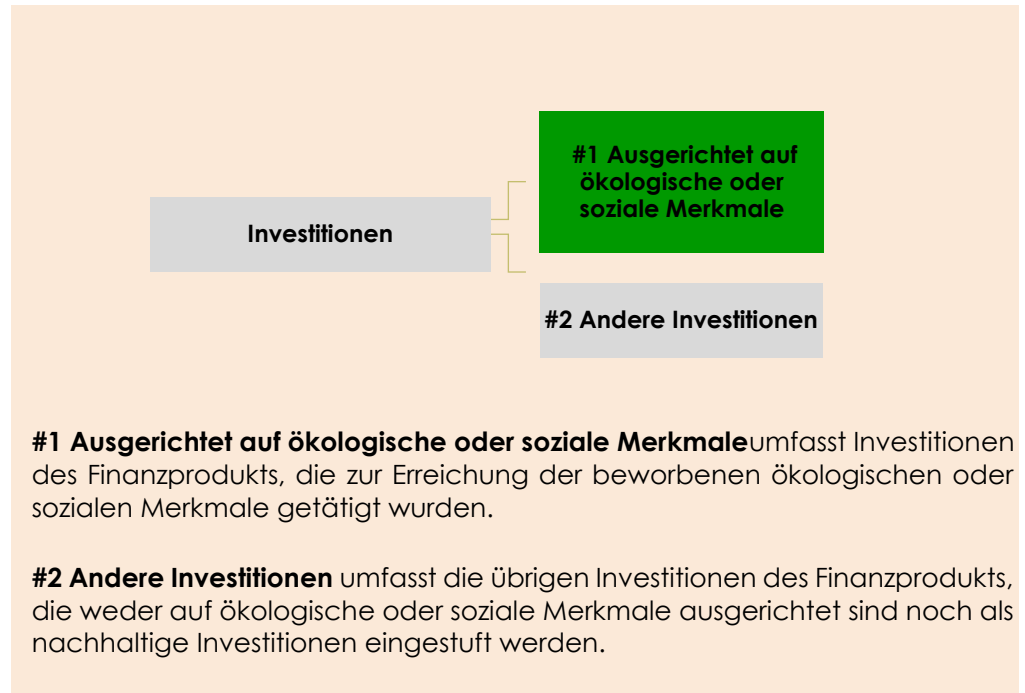 #1 Ausgerichtet auf
ökologische oder
soziale Merkmale
Investitionen
#2 Andere Investitionen
#1 Ausgerichtet auf ökologische oder soziale Merkmaleumfasst Investitionen
des Finanzprodukts, die zur Erreichung der beworbenen ökologischen oder
sozialen Merkmale getätigt wurden.
#2 Andere Investitionen umfasst die übrigen Investitionen des Finanzprodukts,
die weder auf ökologische oder soziale Merkmale ausgerichtet sind noch als
nachhaltige Investitionen eingestuft werden.